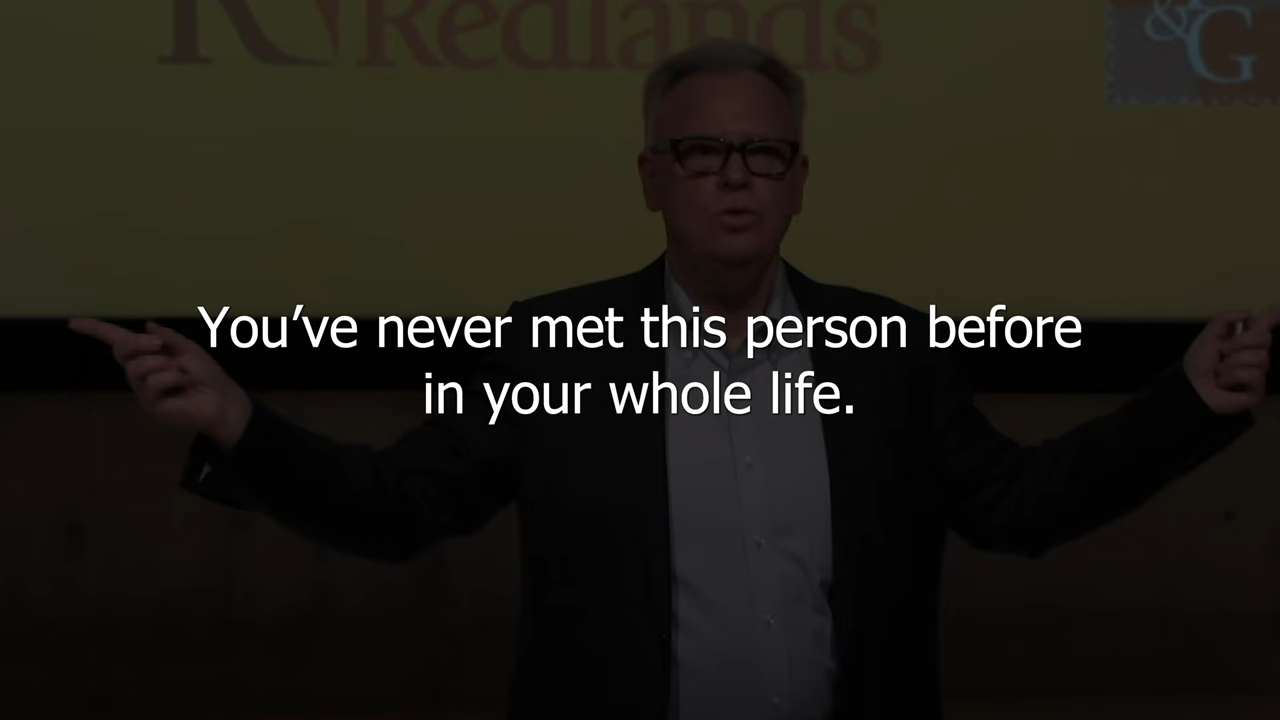 R Redlands
&G
You’ve never met this person before
in your whole life.